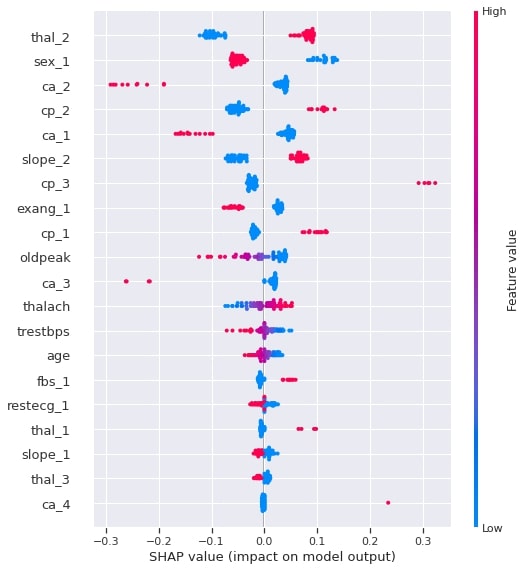 High
thal_2
sex_1
ca_2
cp_2
ca_1
slope_2
cp_3
exang_1
cp_1
oldpeak
ca_3
thalach
trestbps
age
fbs_1
restecg_1
thal_1
slope_1
thal_3
ca_4
Feature value
Low
−0.3 −0.2 −0.1 0.0 0.1 0.2 0.3
SHAP value (impact on model output)